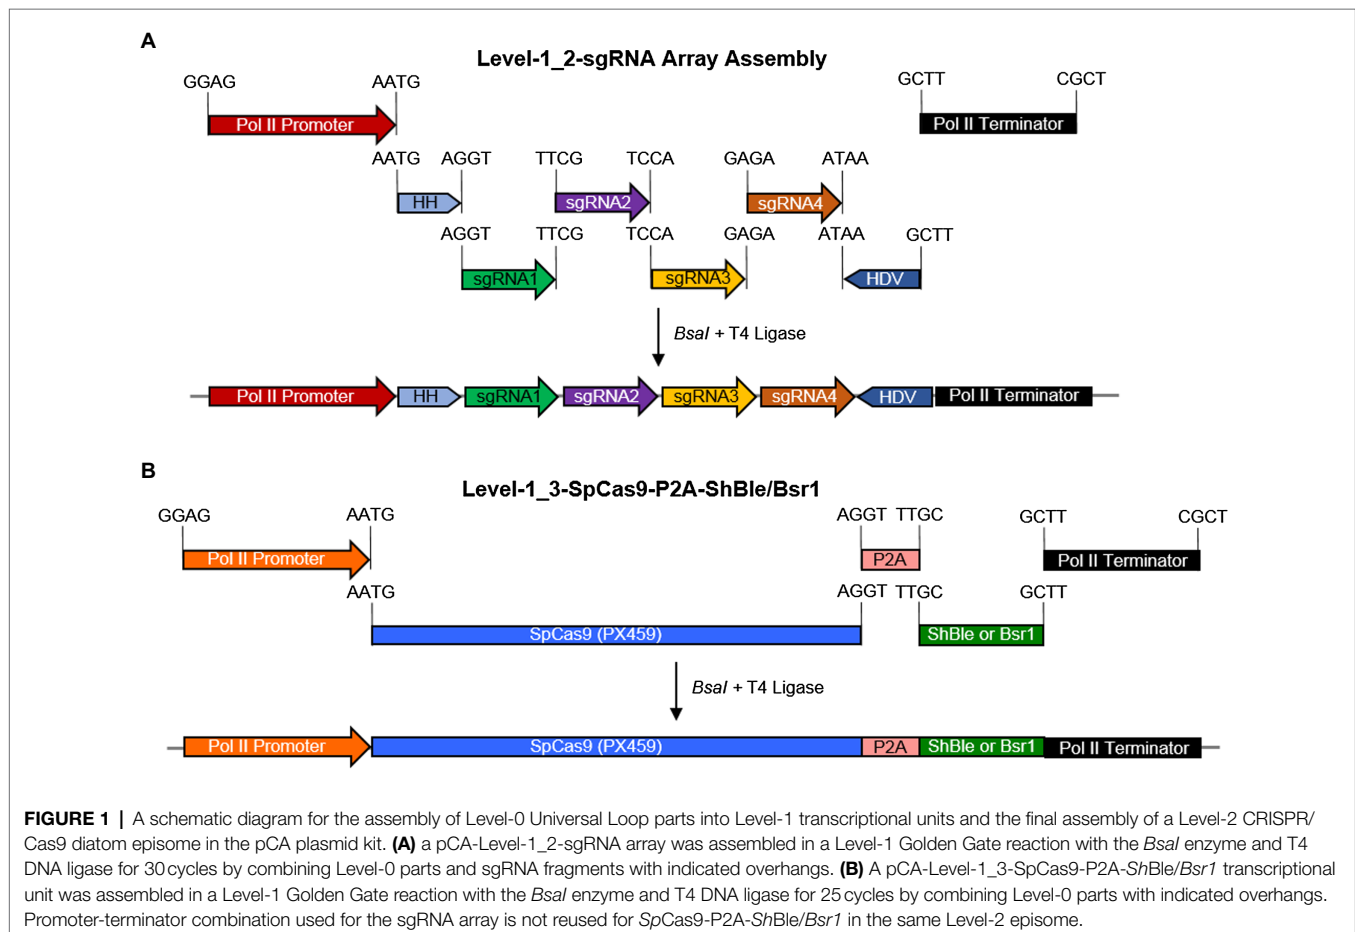 A
Level-1_2-sgRNA Array Assembly
GGAG AATG GCTT CGCT
Pol II Promoter Pol II Terminator
AATG AGGT TTCG TCCA GAGA ATAA
HH sgRNA2 sgRNA4
AGGT TTCG TCCA GAGA ATAA GCTT
sgRNA1 sgRNA3 HDV
BsaI + T4 Ligase
Pol II Promoter HH sgRNA1 sgRNA2 sgRNA3 sgRNA4 HDV Pol II Terminator
B
Level-1_3-SpCas9-P2A-ShBle/Bsr1
GGAG AATG AGGT TTGC GCTT CGCT
Pol II Promoter P2A Pol II Terminator
AATG AGGT TTGC GCTT
SpCas9 (PX459) ShBle or Bsr1
BsaI + T4 Ligase
Pol II Promoter SpCas9 (PX459) P2A ShBle or Bsr1 Pol II Terminator
FIGURE 1 | A schematic diagram for the assembly of Level-0 Universal Loop parts into Level-1 transcriptional units and the final assembly of a Level-2 CRISPR/
Cas9 diatom episome in the pCA plasmid kit. (A) a pCA-Level-1_2-sgRNA array was assembled in a Level-1 Golden Gate reaction with the BsaI enzyme and T4
DNA ligase for 30 cycles by combining Level-0 parts and sgRNA fragments with indicated overhangs. (B) A pCA-Level-1_3-SpCas9-P2A-ShBle/Bsr1 transcriptional
unit was assembled in a Level-1 Golden Gate reaction with the BsaI enzyme and T4 DNA ligase for 25 cycles by combining Level-0 parts with indicated overhangs.
Promoter-terminator combination used for the sgRNA array is not reused for SpCas9-P2A-ShBle/Bsr1 in the same Level-2 episome.